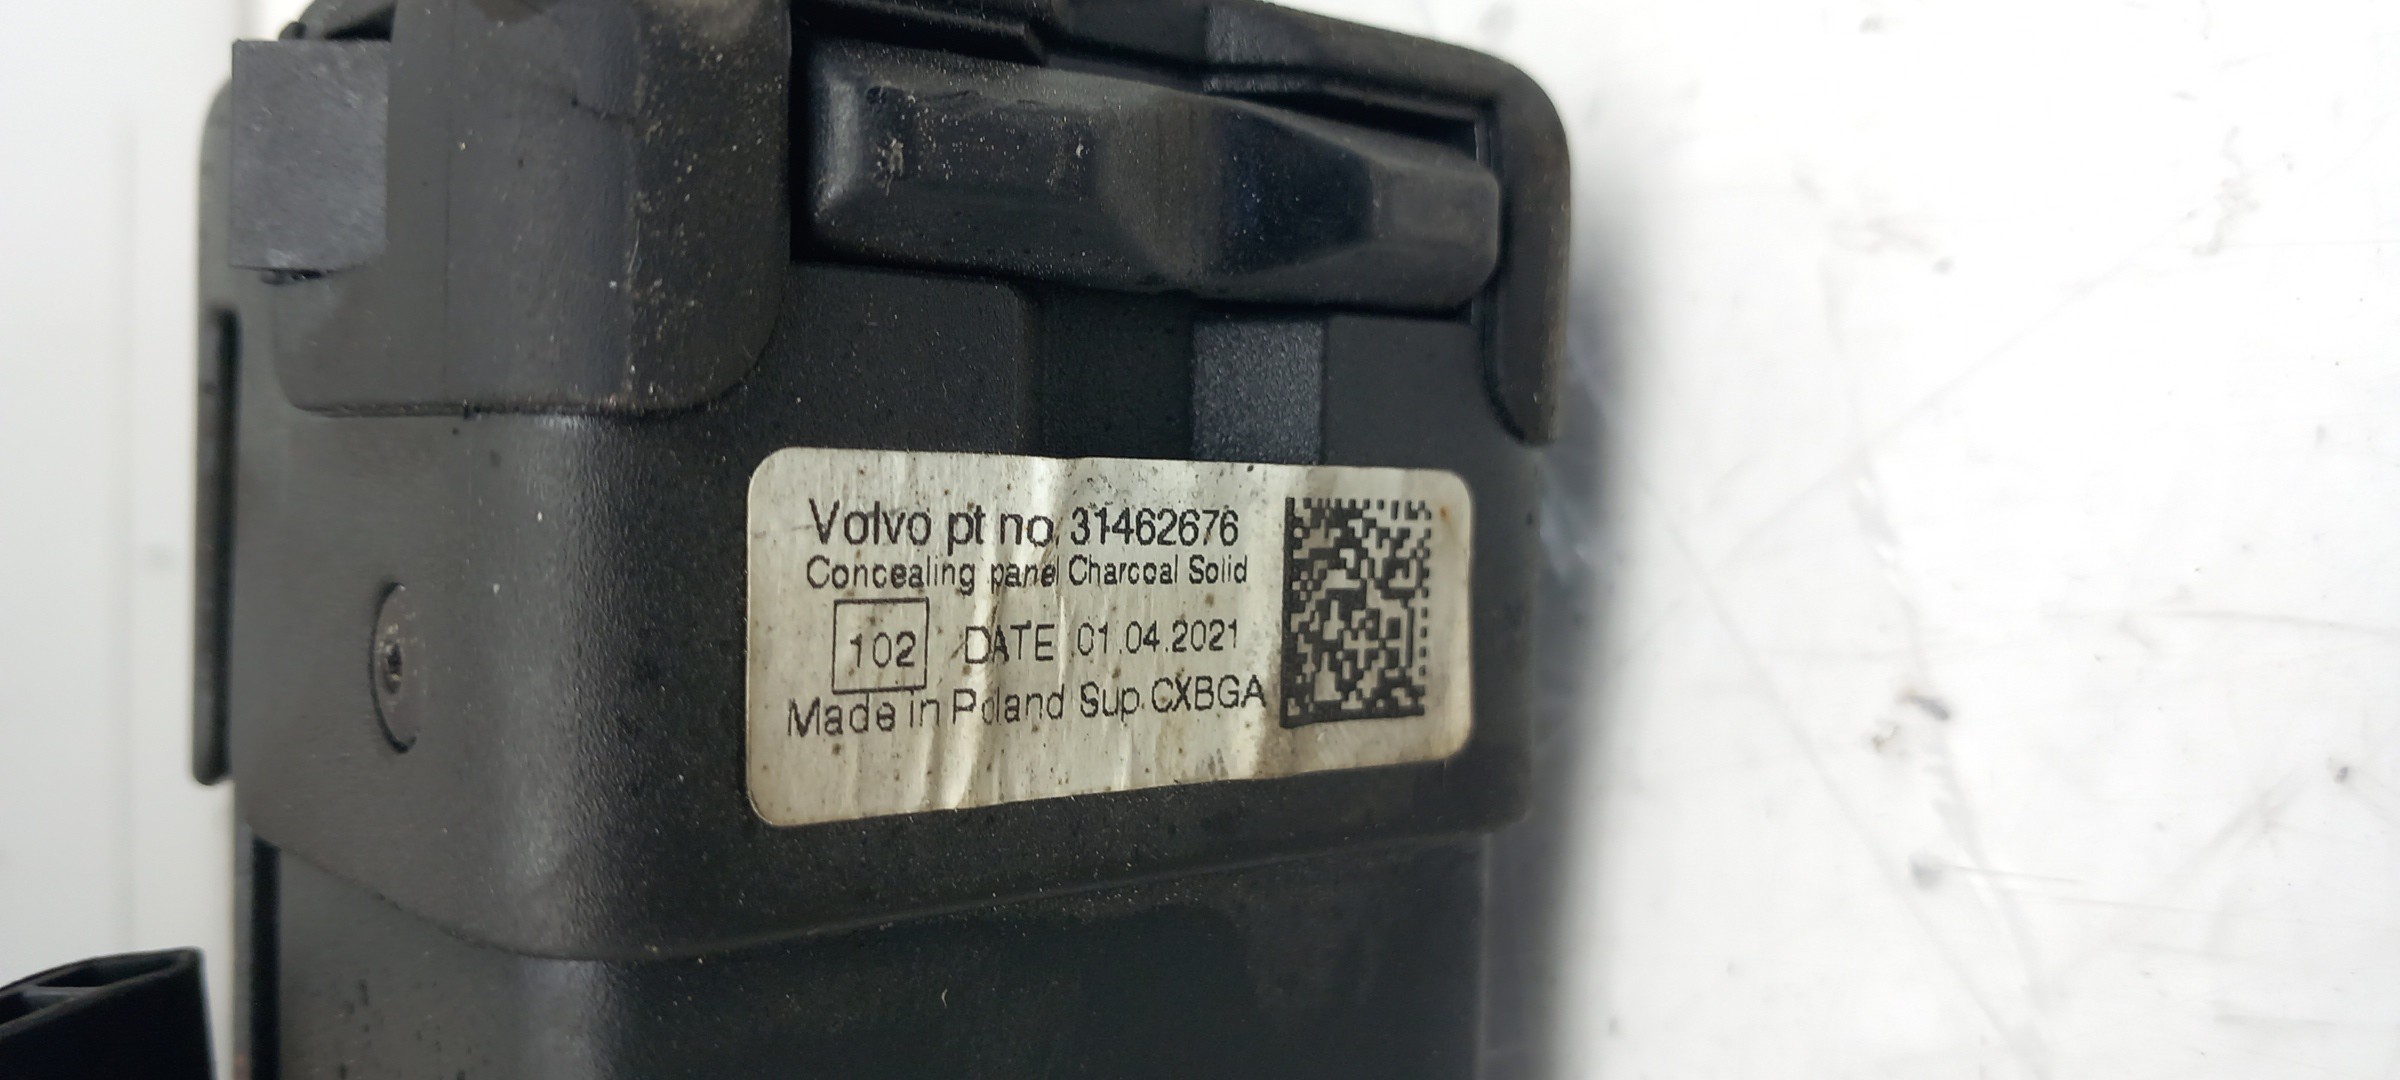 Volvo pt no. 31462676
Concealing panel Charcoal Solid
102 DATE 01.04.2021
Made in Poland Sup. CXBGA